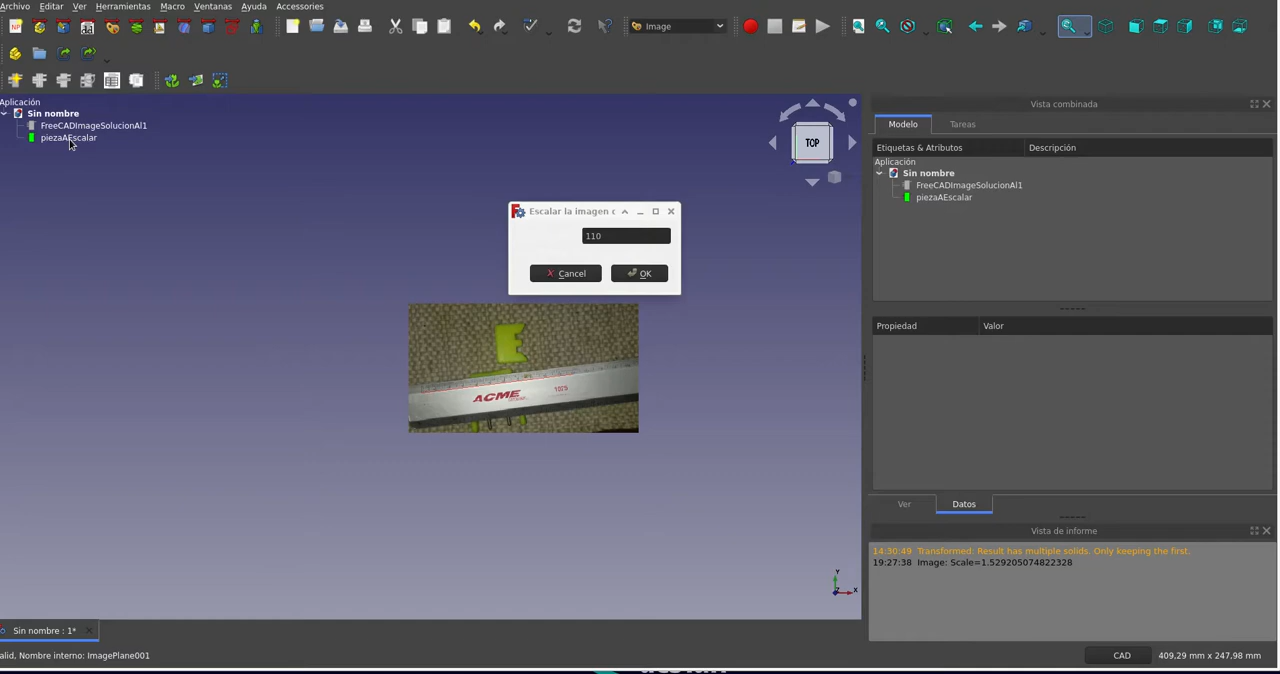 Archivo Editar Ver Herramientas Macro Ventanas Ayuda Accessories
Image
Aplicación
Sin nombre
FreeCADImageSolucionAl1
piezaAEscalar
TOP
Escalar la imagen
110
Cancel OK
ACME 102S
Y
X
Sin nombre : 1*
alid, Nombre interno: ImagePlane001
Vista combinada
Modelo Tareas
Etiquetas & Atributos Descripción
Aplicación
Sin nombre
FreeCADImageSolucionAl1
piezaAEscalar
Propiedad Valor
Ver Datos
Vista de informe
14:30:49 Transformed: Result has multiple solids. Only keeping the first.
19:27:38 Image: Scale=1.529205074822328
CAD 409,29 mm x 247,98 mm